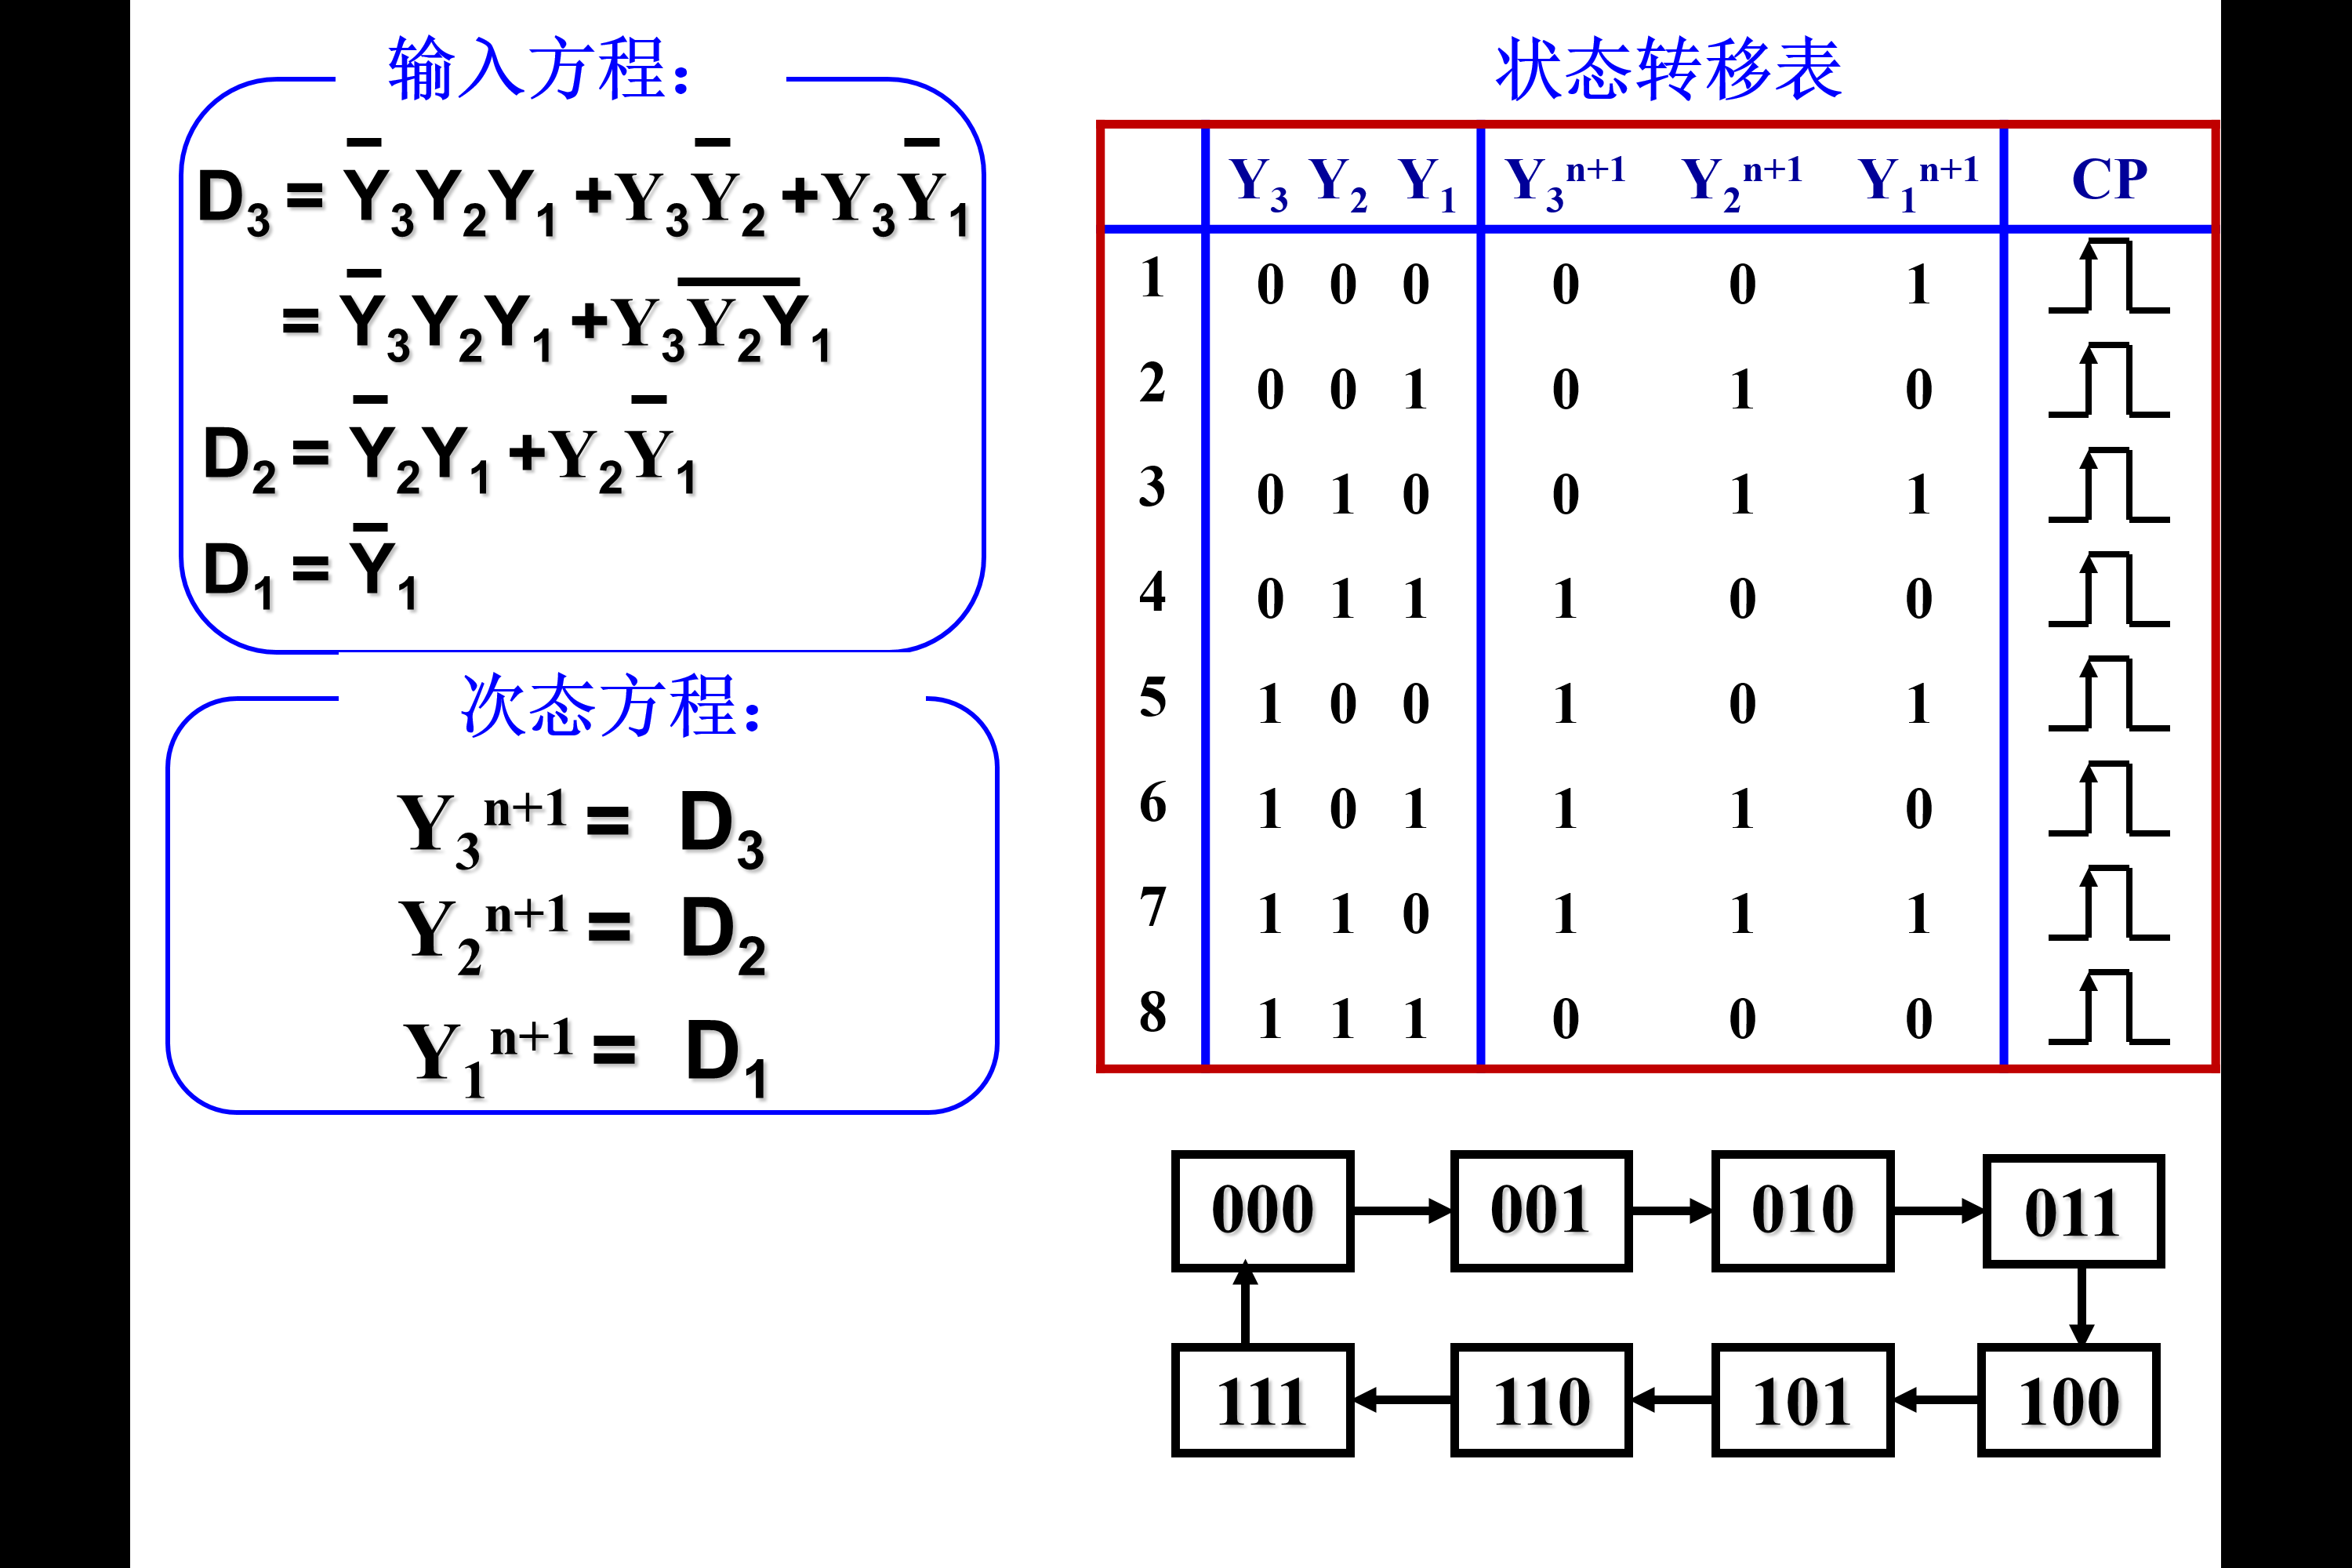 输入方程：
D₃ = Y̅₃Y₂Y₁ +Y₃Y̅₂ +Y₃Y̅₁
= Y̅₃Y₂Y₁ +Y₃Y̅₂̅Y̅₁̅
D₂ = Y̅₂Y₁ +Y₂Y̅₁
D₁ = Y̅₁
次态方程：
Y₃ⁿ⁺¹ = D₃
Y₂ⁿ⁺¹ = D₂
Y₁ⁿ⁺¹ = D₁
状态转移表
Y₃ Y₂ Y₁ Y₃ⁿ⁺¹ Y₂ⁿ⁺¹ Y₁ⁿ⁺¹ CP
1 0 0 0 0 0 1
2 0 0 1 0 1 0
3 0 1 0 0 1 1
4 0 1 1 1 0 0
5 1 0 0 1 0 1
6 1 0 1 1 1 0
7 1 1 0 1 1 1
8 1 1 1 0 0 0
000 001 010 011
111 110 101 100